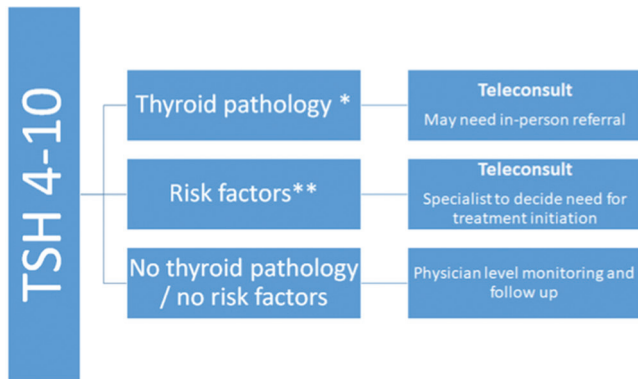 TSH 4-10
Thyroid pathology *
Teleconsult
May need in-person referral
Risk factors**
Teleconsult
Specialist to decide need for
treatment initiation
No thyroid pathology
/ no risk factors
Physician level monitoring and
follow up